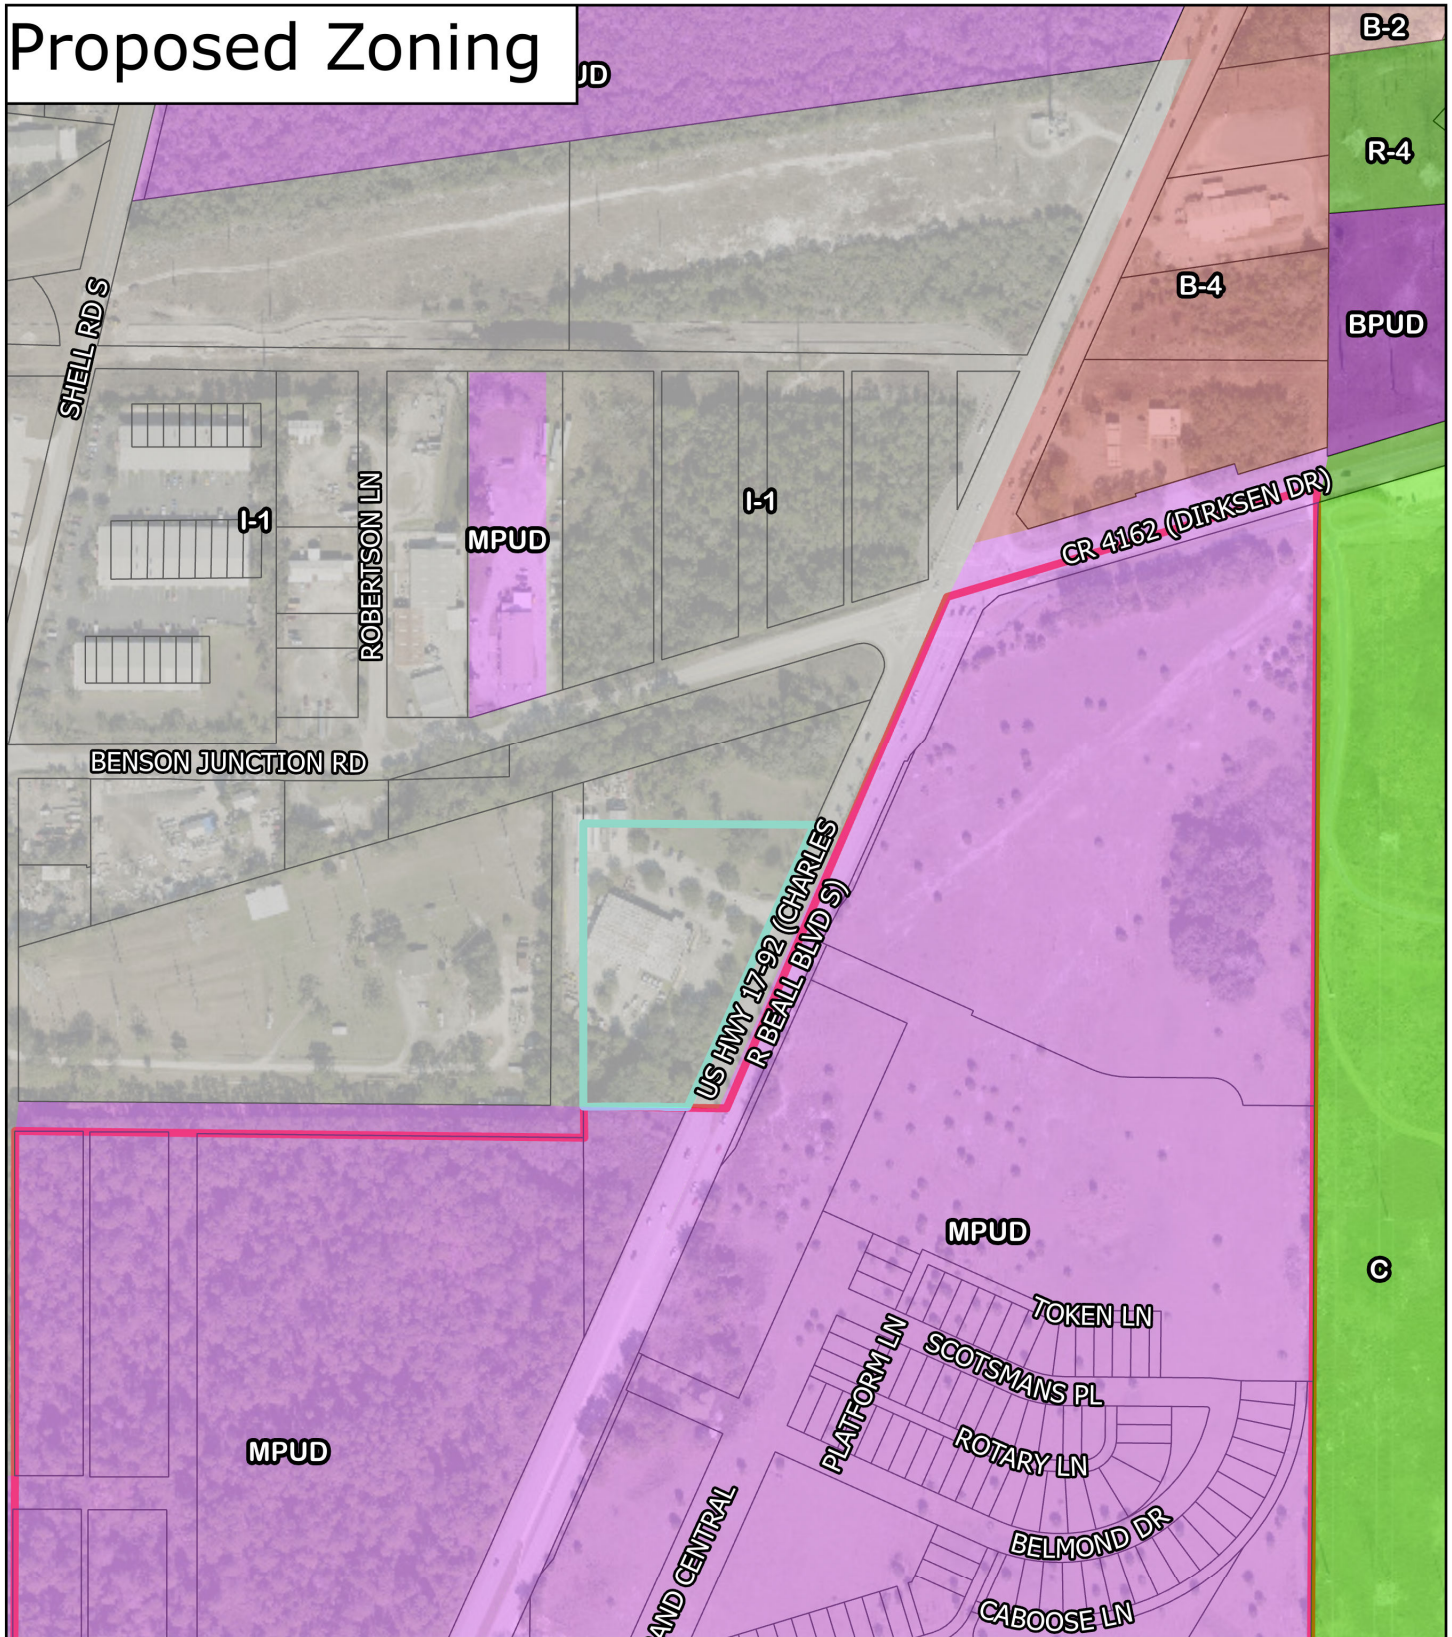 Proposed Zoning
UD
B-2
R-4
B-4
BPUD
SHELL RD S
I-1
ROBERTSON LN
MPUD
I-1
CR 4162 (DIRKSEN DR)
BENSON JUNCTION RD
US HWY 17-92 (CHARLES
R BEALL BLVD S)
MPUD
C
TOKEN LN
SCOTSMANS PL
PLATFORM LN
ROTARY LN
MPUD
BELMOND DR
AND CENTRAL
CABOOSE LN